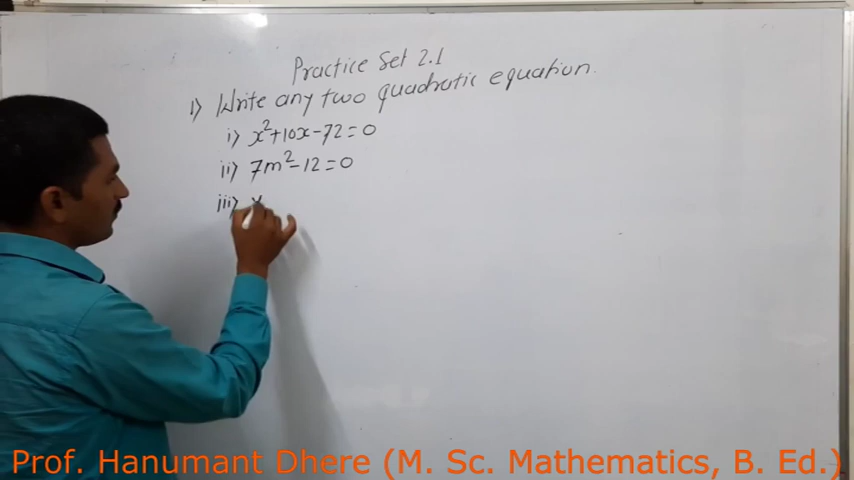 Practice Set 2.1
1) Write any two quadratic equation.
i) x²+10x-72=0
ii) 7m²-12=0
iii)
Prof. Hanumant Dhere (M. Sc. Mathematics, B. Ed.)